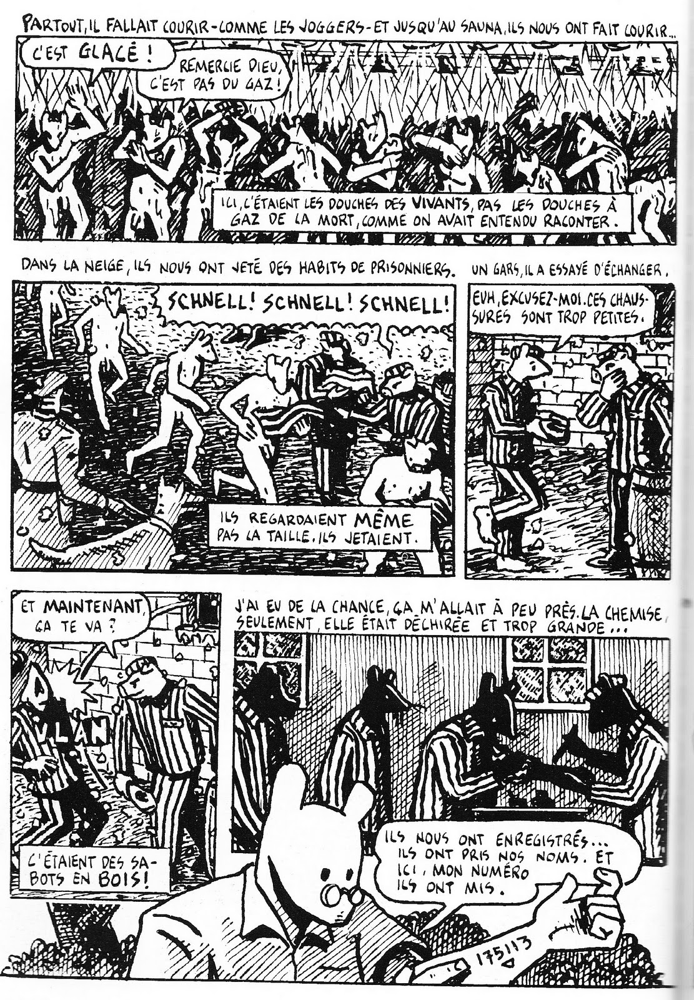 PARTOUT, IL FALLAIT COURIR - COMME LES JOGGERS - ET JUSQU'AU SAUNA, ILS NOUS ONT FAIT COURIR...
C'EST GLACÉ !
REMERCIE DIEU,
C'EST PAS DU GAZ !
ICI, C'ÉTAIENT LES DOUCHES DES VIVANTS, PAS LES DOUCHES À
GAZ DE LA MORT, COMME ON AVAIT ENTENDU RACONTER.
DANS LA NEIGE, ILS NOUS ONT JETÉ DES HABITS DE PRISONNIERS.
SCHNELL! SCHNELL! SCHNELL!
ILS REGARDAIENT MÊME
PAS LA TAILLE. ILS JETAIENT.
UN GARS, IL A ESSAYÉ D'ÉCHANGER.
EUH, EXCUSEZ-MOI. CES CHAUS-
SURES SONT TROP PETITES.
ET MAINTENANT,
ÇA TE VA ?
VLAN
C'ÉTAIENT DES SA-
BOTS EN BOIS!
J'AI EU DE LA CHANCE, ÇA M'ALLAIT À PEU PRÈS. LA CHEMISE,
SEULEMENT, ELLE ÉTAIT DÉCHIRÉE ET TROP GRANDE...
ILS NOUS ONT ENREGISTRÉS...
ILS ONT PRIS NOS NOMS. ET
ICI, MON NUMÉRO
ILS ONT MIS.
175113